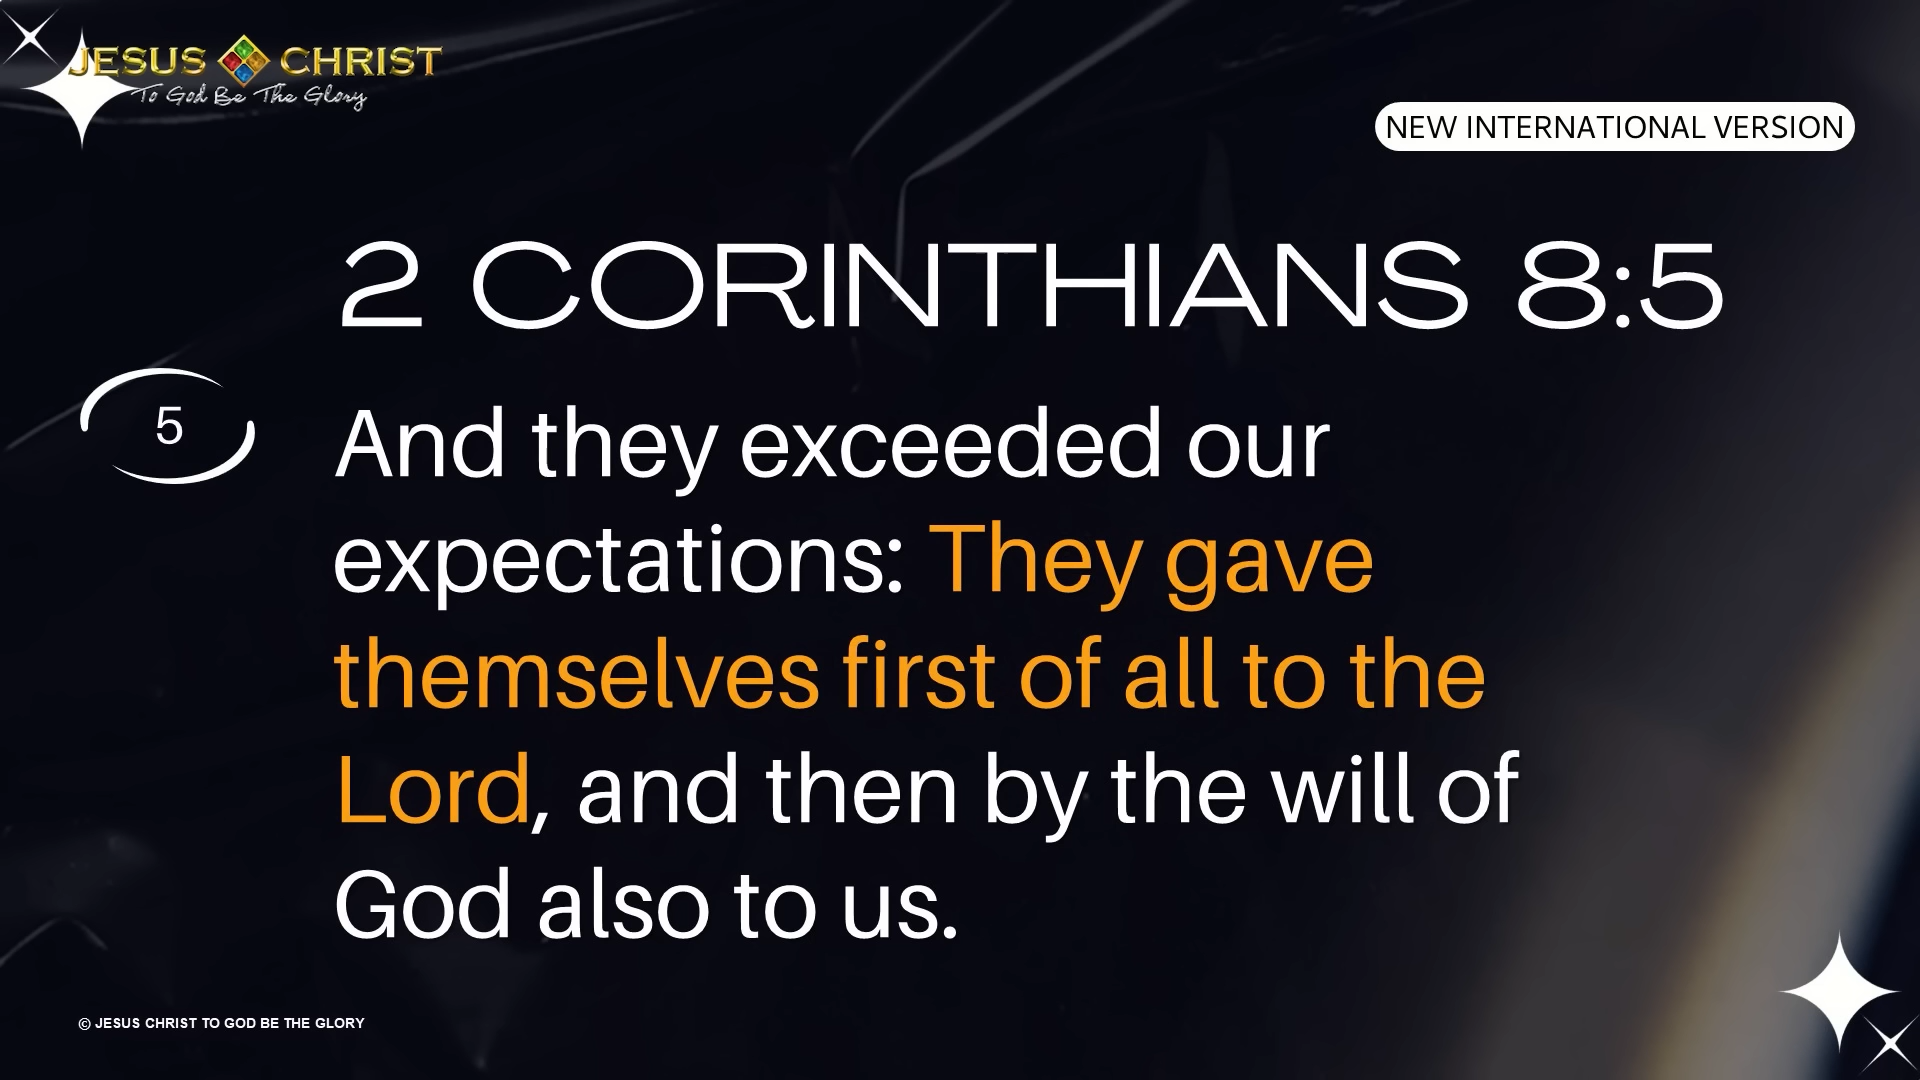 JESUS CHRIST
To God Be The Glory
NEW INTERNATIONAL VERSION
2 CORINTHIANS 8:5
5
And they exceeded our
expectations: They gave
themselves first of all to the
Lord, and then by the will of
God also to us.
© JESUS CHRIST TO GOD BE THE GLORY